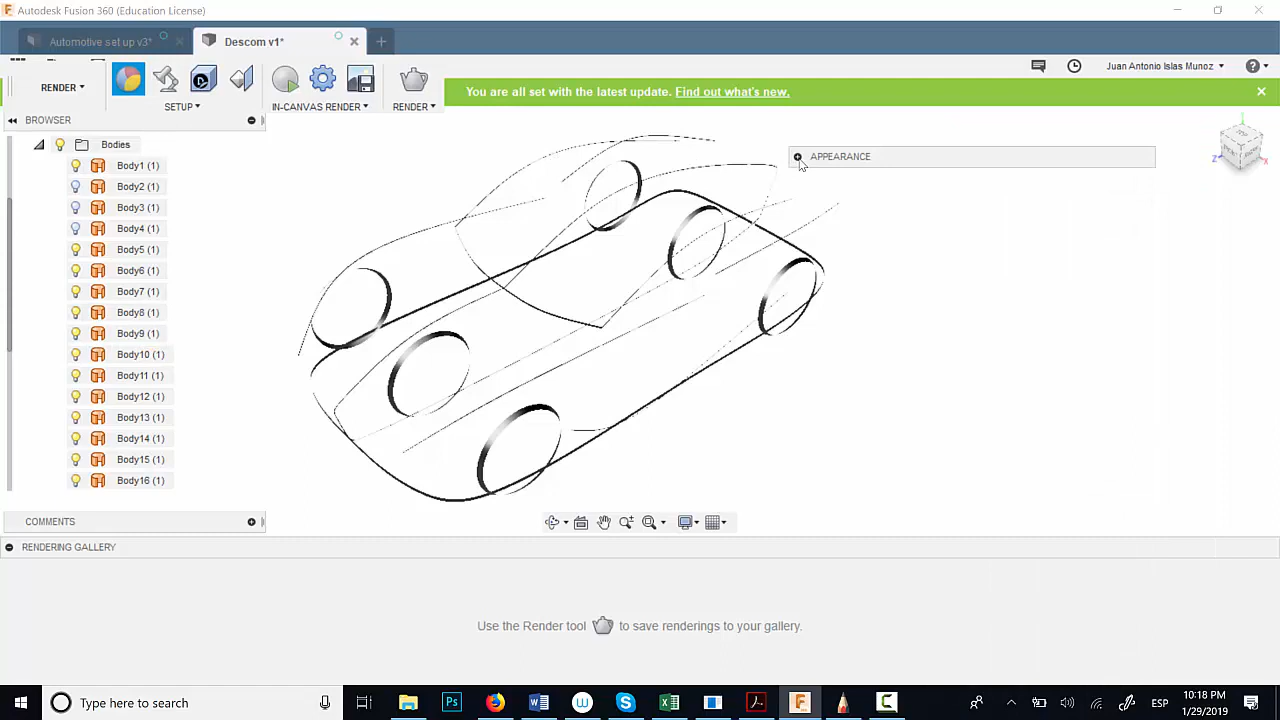 Autodesk Fusion 360 (Education License)
Automotive set up v3*
Descom v1*
RENDER
SETUP
IN-CANVAS RENDER
RENDER
Juan Antonio Islas Munoz
You are all set with the latest update. Find out what's new.
BROWSER
Bodies
Body1 (1)
Body2 (1)
Body3 (1)
Body4 (1)
Body5 (1)
Body6 (1)
Body7 (1)
Body8 (1)
Body9 (1)
Body10 (1)
Body11 (1)
Body12 (1)
Body13 (1)
Body14 (1)
Body15 (1)
Body16 (1)
APPEARANCE
COMMENTS
RENDERING GALLERY
Use the Render tool to save renderings to your gallery.
Type here to search
ESP
10:18 PM
1/29/2019